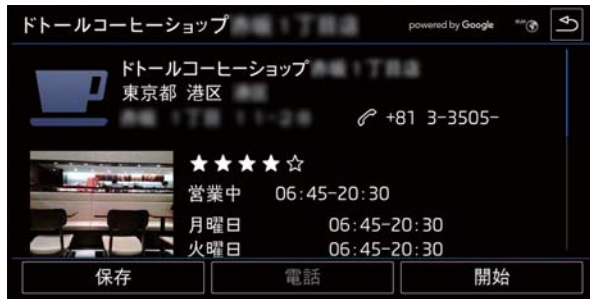 ドトールコーヒーショップ
powered by Google
ドトールコーヒーショップ
東京都 港区
+81 3-3505-
★★★★☆
営業中 06:45-20:30
月曜日 06:45-20:30
火曜日 06:45-20:30
保存
電話
開始